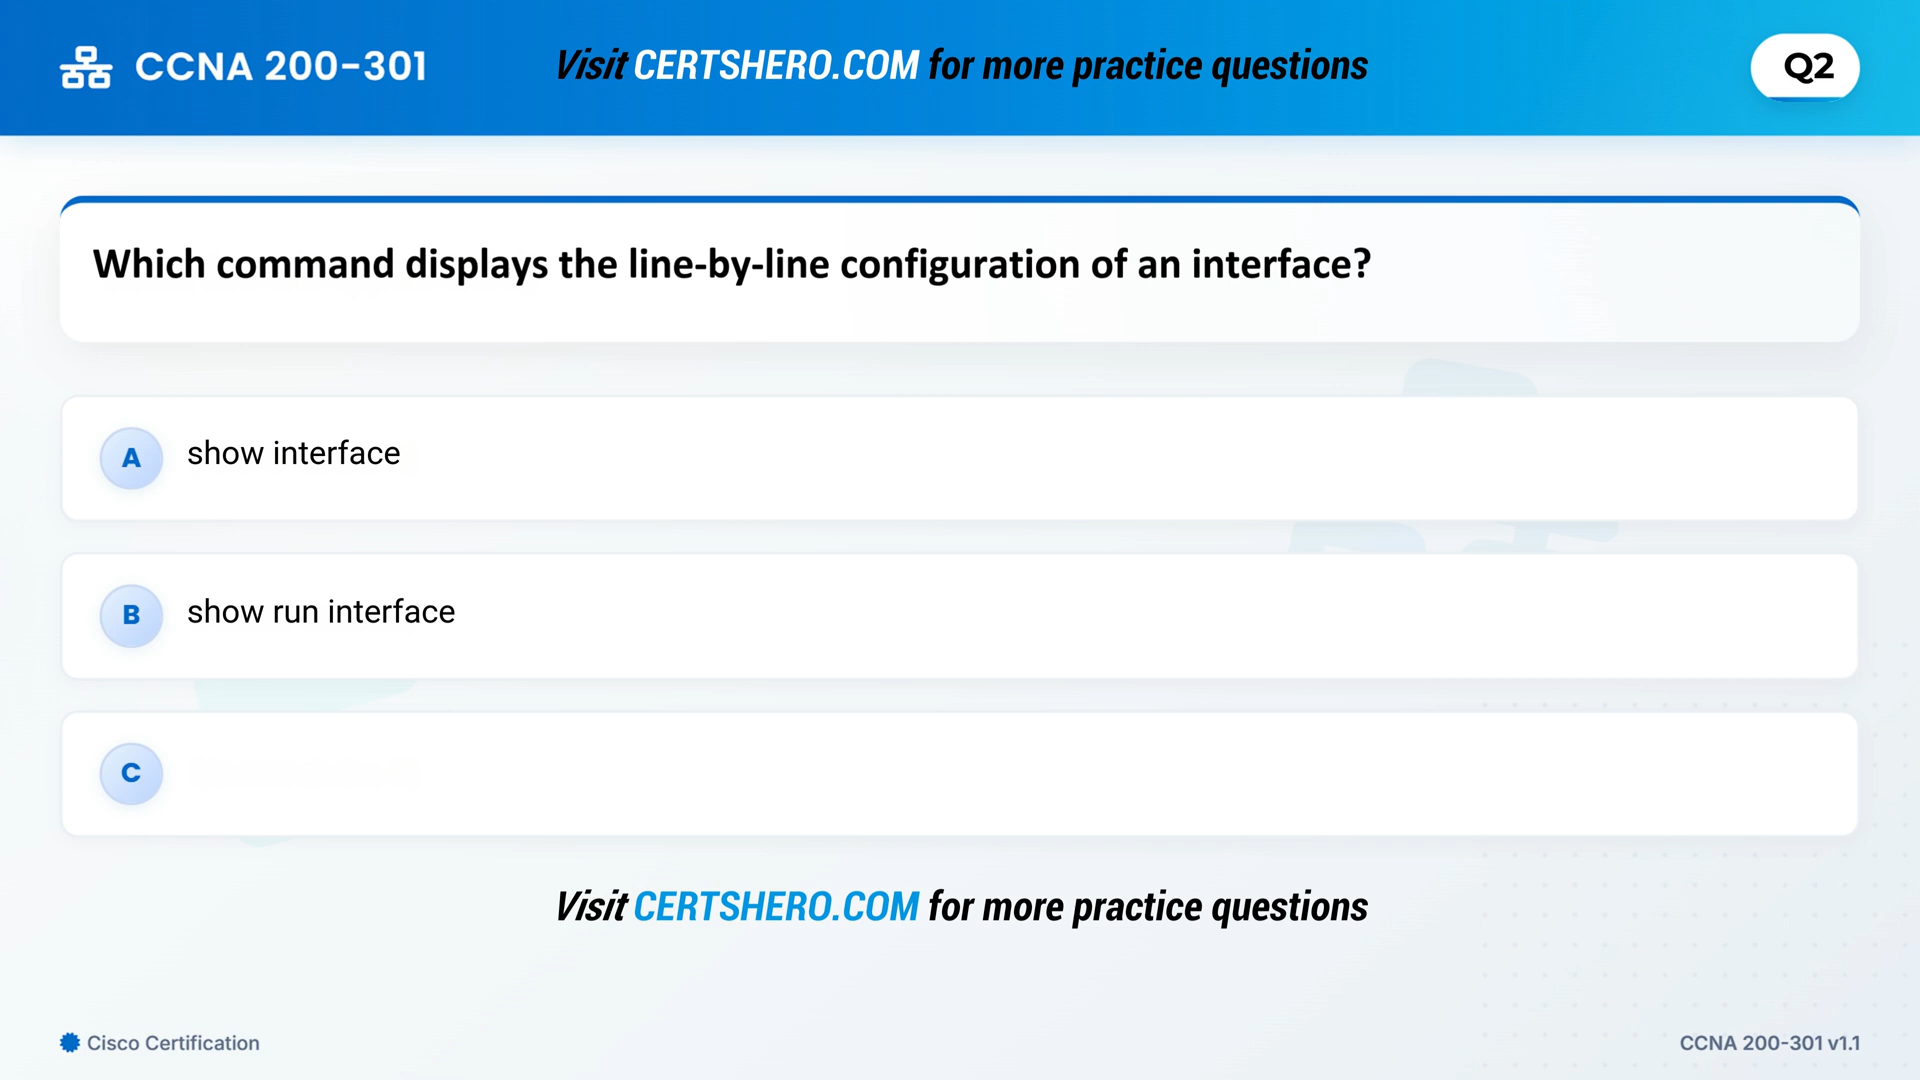 CCNA 200-301
Visit CERTSHERO.COM for more practice questions
Q2
Which command displays the line-by-line configuration of an interface?
A
show interface
B
show run interface
C
Visit CERTSHERO.COM for more practice questions
Cisco Certification
CCNA 200-301 v1.1